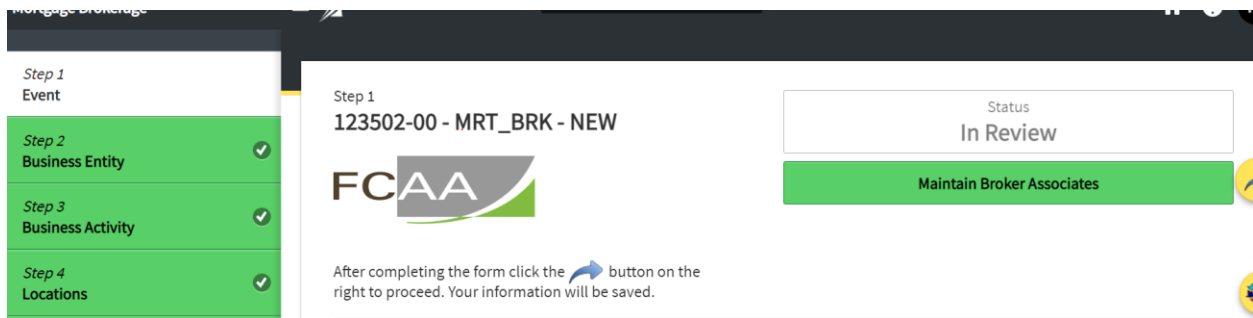 Mortgage Brokerage
Step 1
Event
Step 2
Business Entity
Step 3
Business Activity
Step 4
Locations
Step 1
123502-00 - MRT_BRK - NEW
FCAA
After completing the form click the button on the
right to proceed. Your information will be saved.
Status
In Review
Maintain Broker Associates